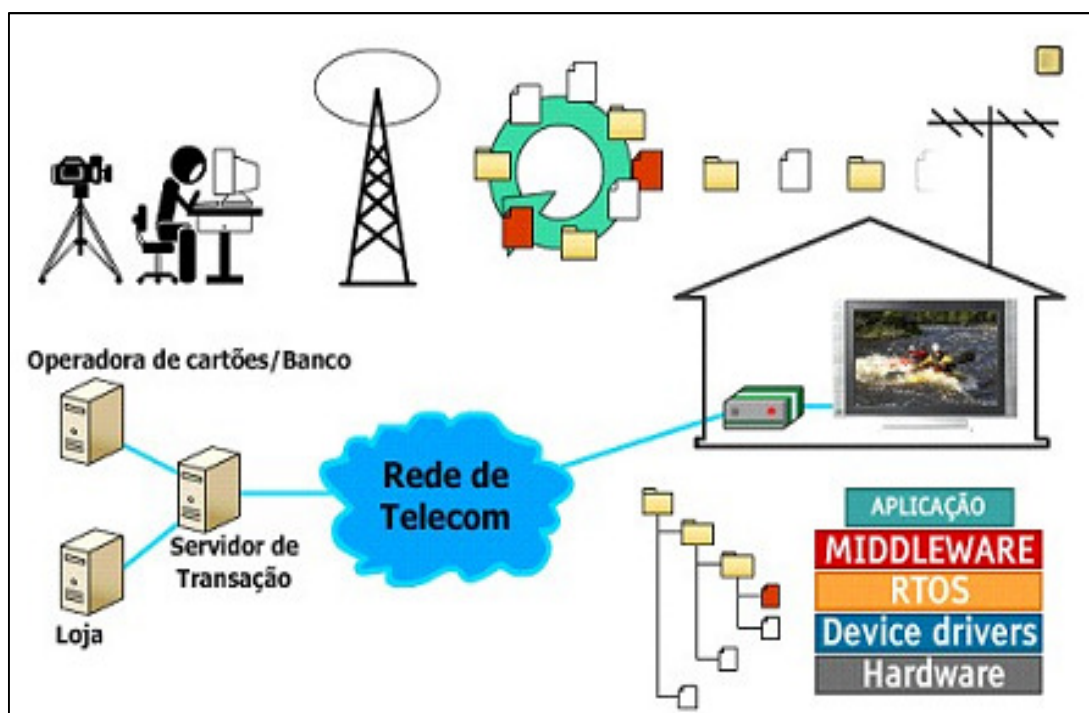 Operadora de cartões/Banco
Rede de
Telecom
Servidor de
Transação
Loja
APLICAÇÃO
MIDDLEWARE
RTOS
Device drivers
Hardware